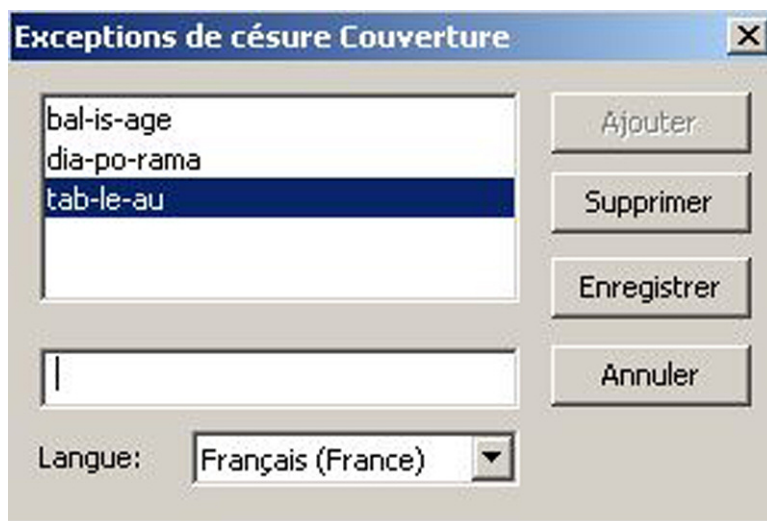 Exceptions de césure Couverture
bal-is-age
dia-po-rama
tab-le-au
Ajouter
Supprimer
Enregistrer
Annuler
Langue:
Français (France)